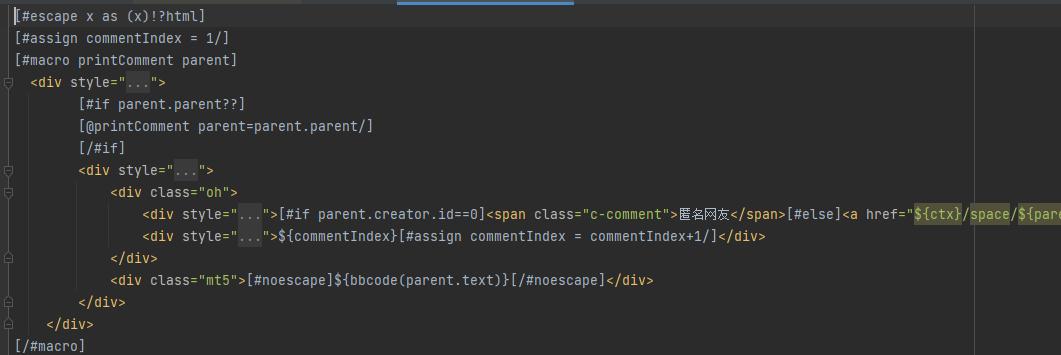 [#escape x as (x)!?html]
[#assign commentIndex = 1/]
[#macro printComment parent]
<div style="...">
[#if parent.parent??]
[@printComment parent=parent.parent/]
[/#if]
<div style="...">
<div class="oh">
<div style="...">[#if parent.creator.id==0]<span class="c-comment">匿名网友</span>[#else]<a href="${ctx}/space/${pare
<div style="...">${commentIndex}[#assign commentIndex = commentIndex+1/]</div>
</div>
<div class="mt5">[#noescape]${bbcode(parent.text)}[/#noescape]</div>
</div>
</div>
[/#macro]